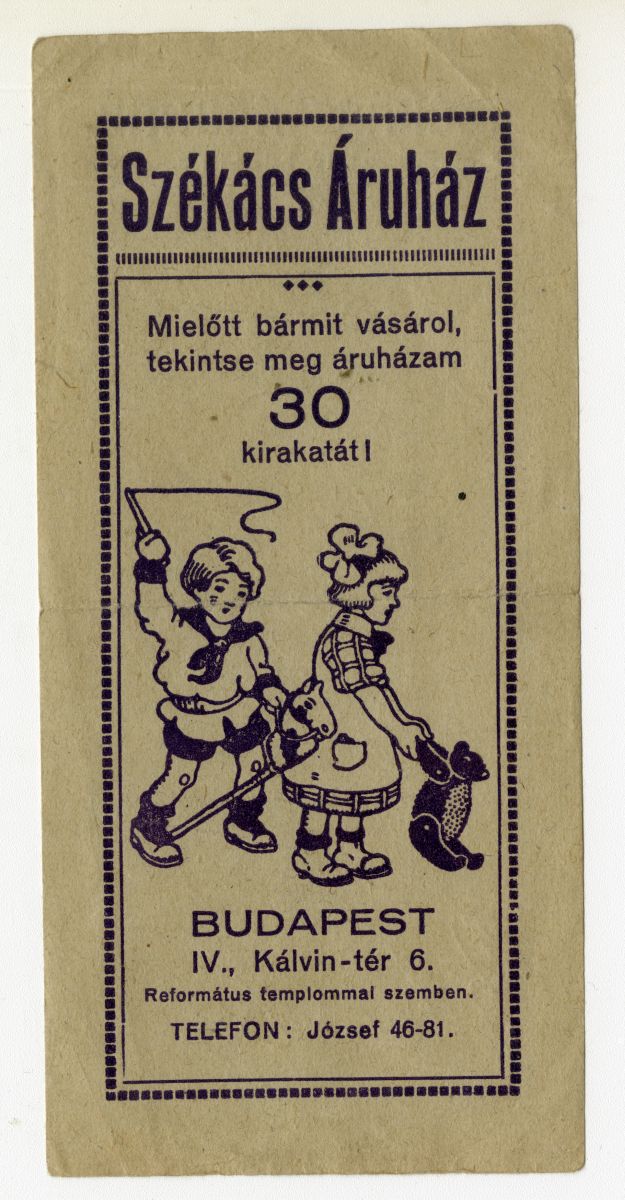 Székács Áruház
Mielőtt bármit vásárol,
tekintse meg áruházam
30
kirakatát!
BUDAPEST
IV., Kálvin-tér 6.
Református templommal szemben.
TELEFON: József 46-81.